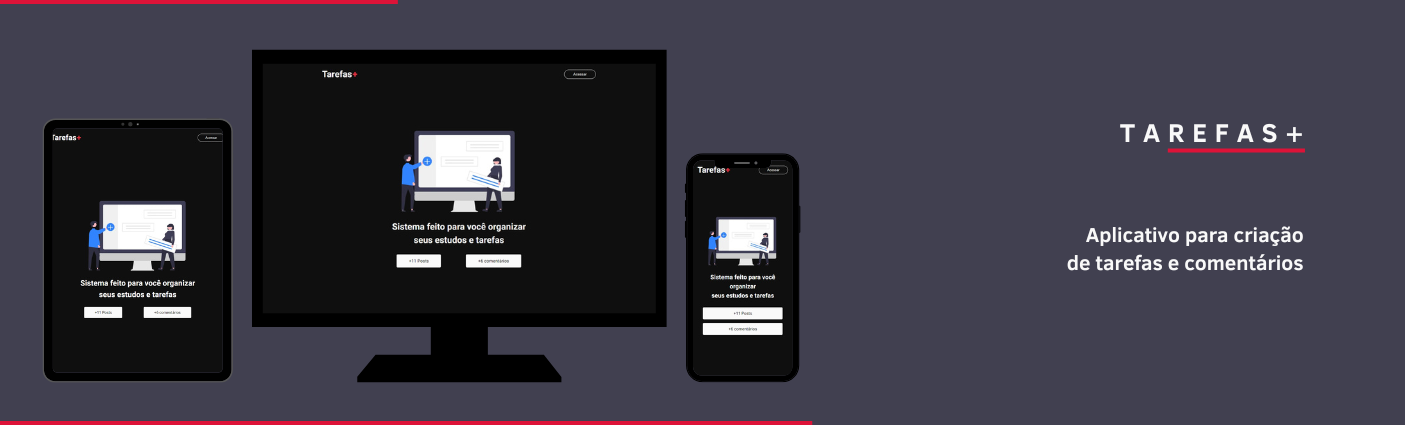 Tarefas+
Acessar
Sistema feito para você organizar
seus estudos e tarefas
+11 Posts
+6 comentários
Tarefas+
Acessar
Sistema feito para você organizar
seus estudos e tarefas
+11 Posts
+6 comentários
Tarefas+
Acessar
Sistema feito para você
organizar
seus estudos e tarefas
+11 Posts
+6 comentários
TAREFAS+
Aplicativo para criação
de tarefas e comentários